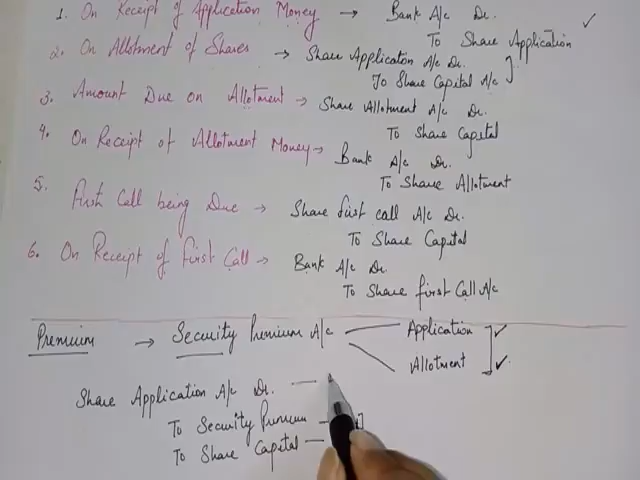 1. On Receipt of Application Money → Bank A/c Dr.
To Share Application
2. On Allotment of Shares → Share Applicaton A/c Dr.
To Share Capital A/c
3. Amount Due on Allotment → Share Allotment A/c Dr.
To Share Capital
4. On Receipt of Allotment Money → Bank A/c Dr.
To Share Allotment
5. First Call being Due → Share first call A/c Dr.
To Share Capital
6. On Receipt of First Call → Bank A/c Dr.
To Share first Call A/c
Premium → Security Premium A/c Application
Allotment
Share Application A/c Dr.
To Security Premium
To Share Capital